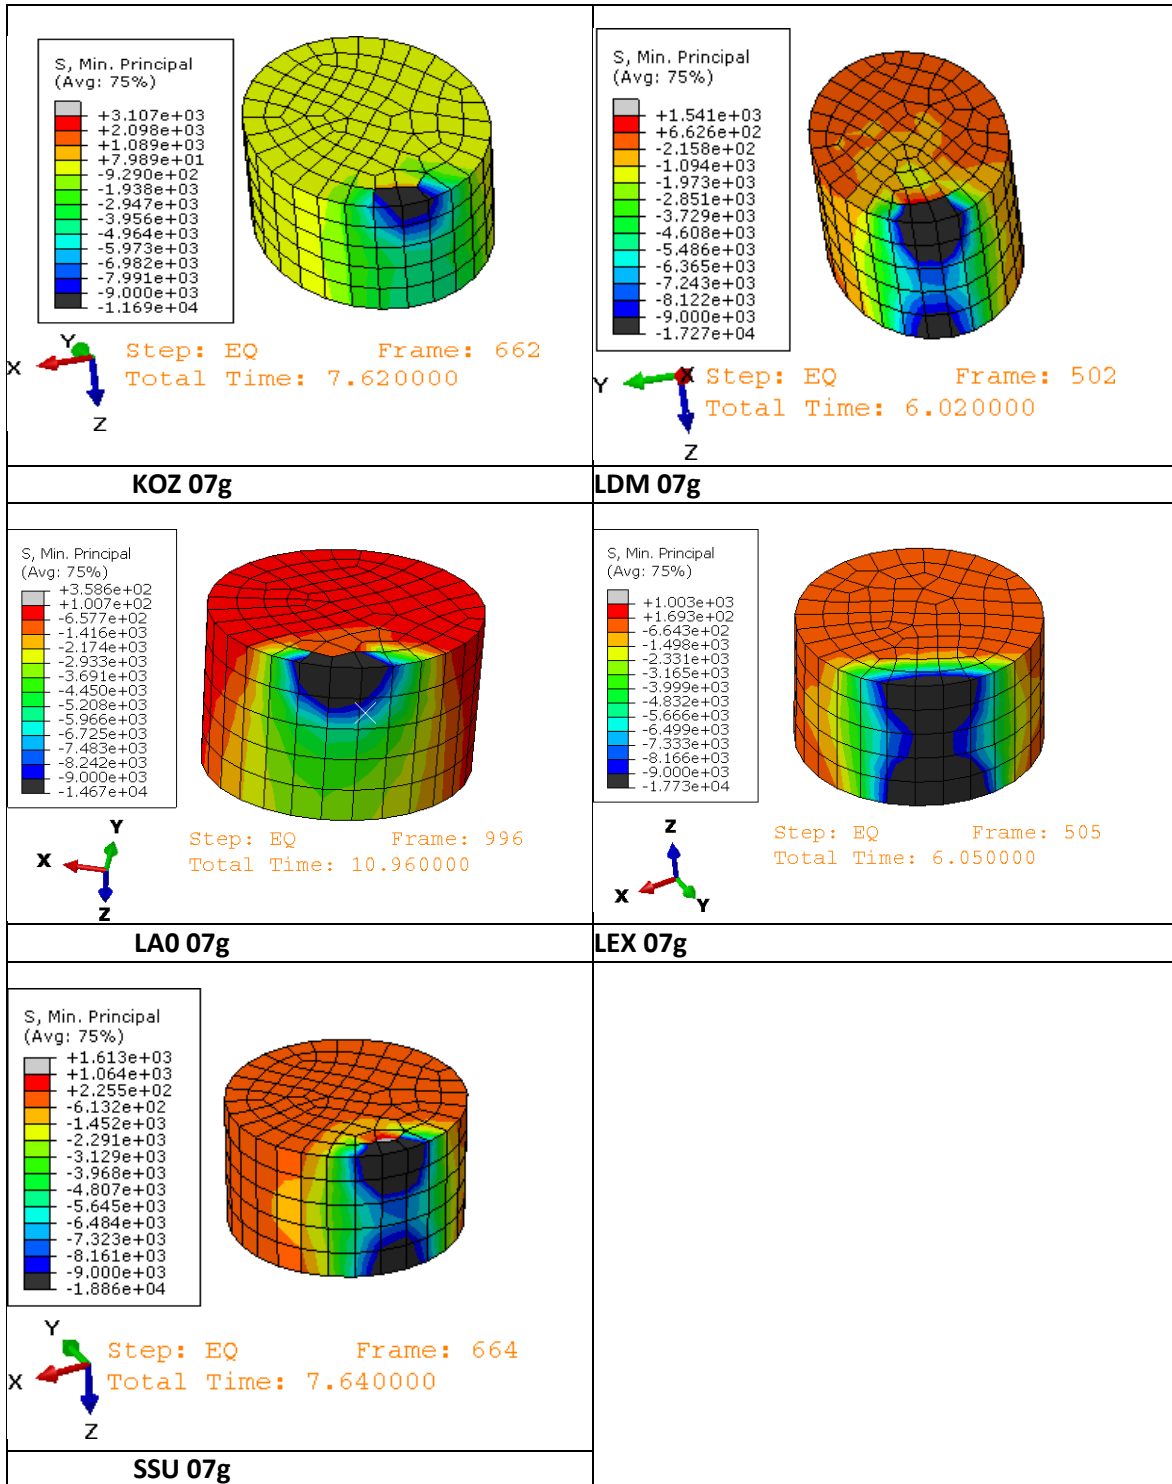 S, Min. Principal
(Avg: 75%)
+3.107e+03
+2.098e+03
+1.089e+03
+7.989e+01
-9.290e+02
-1.938e+03
-2.947e+03
-3.956e+03
-4.964e+03
-5.973e+03
-6.982e+03
-7.991e+03
-9.000e+03
-1.169e+04
Y
X
Z
Step: EQ Frame: 662
Total Time: 7.620000
KOZ 07g
S, Min. Principal
(Avg: 75%)
+1.541e+03
+6.626e+02
-2.158e+02
-1.094e+03
-1.973e+03
-2.851e+03
-3.729e+03
-4.608e+03
-5.486e+03
-6.365e+03
-7.243e+03
-8.122e+03
-9.000e+03
-1.727e+04
Y
X
Z
Step: EQ Frame: 502
Total Time: 6.020000
LDM 07g
S, Min. Principal
(Avg: 75%)
+3.586e+02
+1.007e+02
-6.577e+02
-1.416e+03
-2.174e+03
-2.933e+03
-3.691e+03
-4.450e+03
-5.208e+03
-5.966e+03
-6.725e+03
-7.483e+03
-8.242e+03
-9.000e+03
-1.467e+04
Y
X
Z
Step: EQ Frame: 996
Total Time: 10.960000
LA0 07g
S, Min. Principal
(Avg: 75%)
+1.003e+03
+1.693e+02
-6.643e+02
-1.498e+03
-2.331e+03
-3.165e+03
-3.999e+03
-4.832e+03
-5.666e+03
-6.499e+03
-7.333e+03
-8.166e+03
-9.000e+03
-1.773e+04
Z
X
Y
Step: EQ Frame: 505
Total Time: 6.050000
LEX 07g
S, Min. Principal
(Avg: 75%)
+1.613e+03
+1.064e+03
+2.255e+02
-6.132e+02
-1.452e+03
-2.291e+03
-3.129e+03
-3.968e+03
-4.807e+03
-5.645e+03
-6.484e+03
-7.323e+03
-8.161e+03
-9.000e+03
-1.886e+04
Y
X
Z
Step: EQ Frame: 664
Total Time: 7.640000
SSU 07g